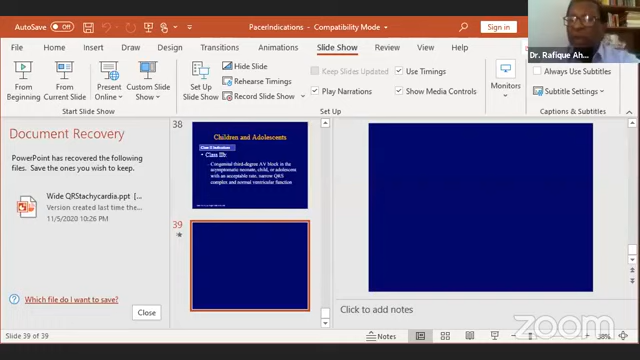 AutoSave Off
PacerIndications - Compatibility Mode
Sign in
Dr. Rafique Ah...
File Home Insert Draw Design Transitions Animations Slide Show Review View
From Beginning
From Current Slide
Present Online
Custom Slide Show
Start Slide Show
Set Up Slide Show
Hide Slide
Rehearse Timings
Record Slide Show
Keep Slides Updated
Play Narrations
Use Timings
Show Media Controls
Set Up
Monitors
Always Use Subtitles
Subtitle Settings
Captions & Subtitles
Document Recovery
PowerPoint has recovered the following
files. Save the ones you wish to keep.
Wide QRStachycardia.ppt [...
Version created last time the...
11/5/2020 10:26 PM
Which file do I want to save?
Close
38
Children and Adolescents
Class II Indications
• Class IIb:
Congenital third-degree AV block in the
asymptomatic neonate, child, or adolescents
with an acceptable rate, narrow QRS
complex and normal ventricular function
39
Click to add notes
Slide 39 of 39
Notes
38%
zoom